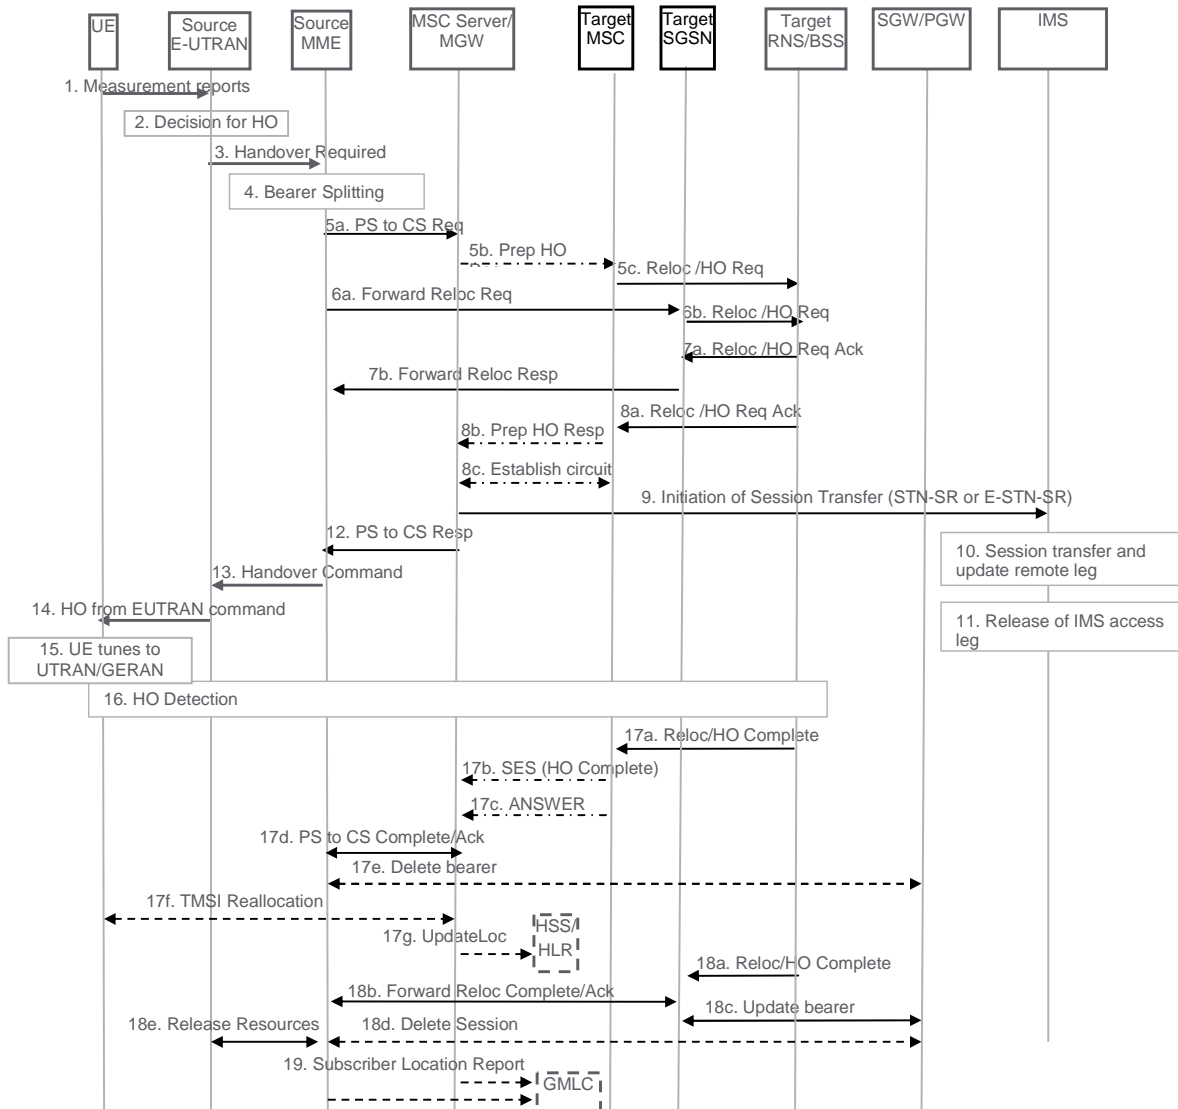 UE
Source
E-UTRAN
Source
MME
MSC Server/
MGW
Target
MSC
Target
SGSN
Target
RNS/BSS
SGW/PGW
IMS
1. Measurement reports
2. Decision for HO
3. Handover Required
4. Bearer Splitting
5a. PS to CS Req
5b. Prep HO
5c. Reloc /HO Req
6a. Forward Reloc Req
6b. Reloc /HO Req
7a. Reloc /HO Req Ack
7b. Forward Reloc Resp
8a. Reloc /HO Req Ack
8b. Prep HO Resp
8c. Establish circuit
9. Initiation of Session Transfer (STN-SR or E-STN-SR)
12. PS to CS Resp
10. Session transfer and
update remote leg
13. Handover Command
14. HO from EUTRAN command
11. Release of IMS access
leg
15. UE tunes to
UTRAN/GERAN
16. HO Detection
17a. Reloc/HO Complete
17b. SES (HO Complete)
17c. ANSWER
17d. PS to CS Complete/Ack
17e. Delete bearer
17f. TMSI Reallocation
HSS/
HLR
17g. UpdateLoc
18a. Reloc/HO Complete
18b. Forward Reloc Complete/Ack
18c. Update bearer
18e. Release Resources
18d. Delete Session
19. Subscriber Location Report
GMLC